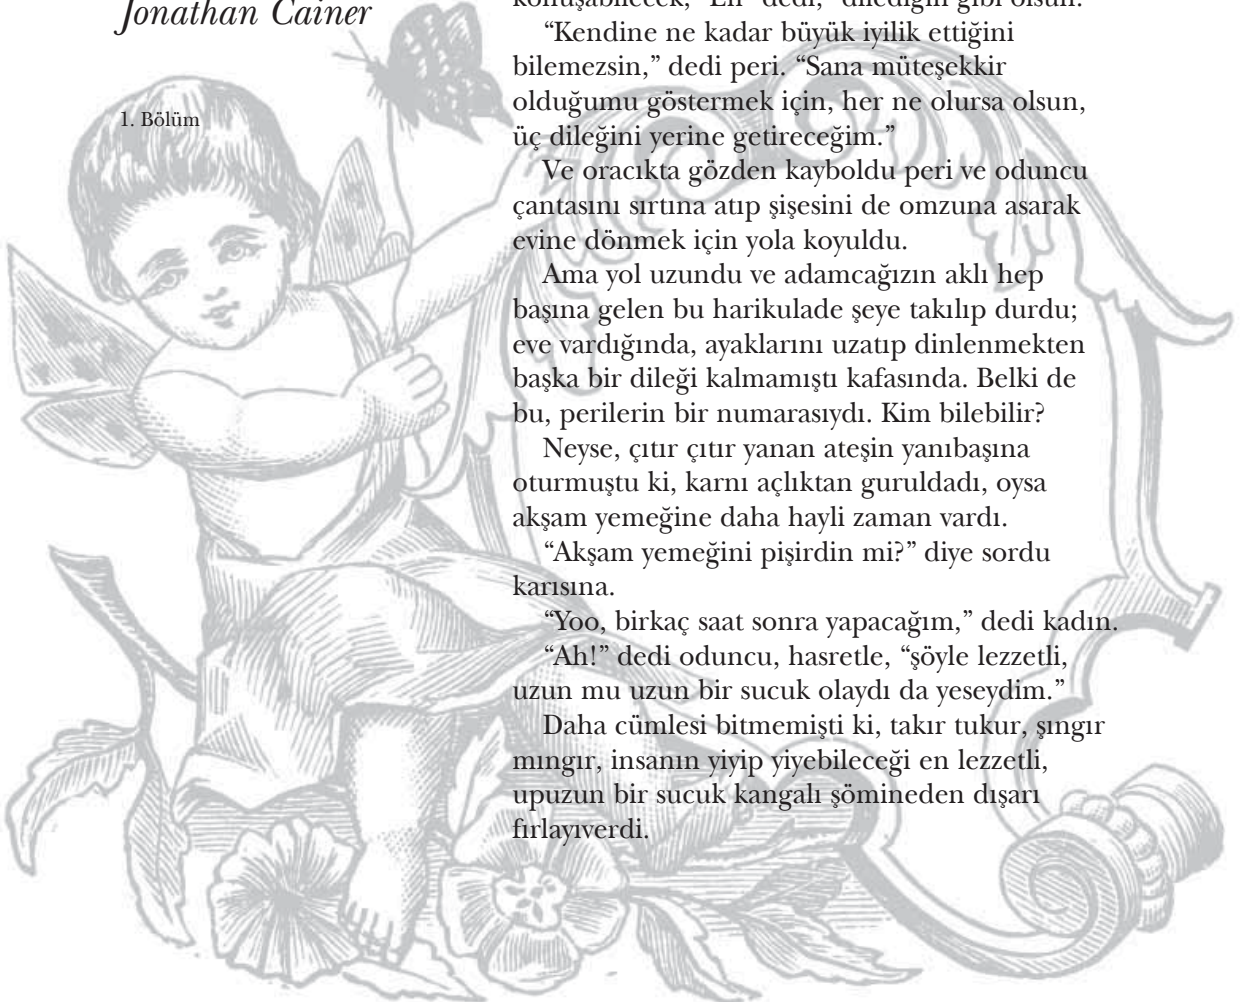 Jonathan Cainer
1. Bölüm
konuşabilecek, “Eh” dedi, “dilediğin gibi olsun.”
“Kendine ne kadar büyük iyilik ettiğini
bilemezsin,” dedi peri. “Sana müteşekkir
olduğumu göstermek için, her ne olursa olsun,
üç dileğini yerine getireceğim.”
Ve oracıkta gözden kayboldu peri ve oduncu
çantasını sırtına atıp şişesini de omzuna asarak
evine dönmek için yola koyuldu.
Ama yol uzundu ve adamcağızın aklı hep
başına gelen bu harikulade şeye takılıp durdu;
eve vardığında, ayaklarını uzatıp dinlenmekten
başka bir dileği kalmamıştı kafasında. Belki de
bu, perilerin bir numarasıydı. Kim bilebilir?
Neyse, çıtır çıtır yanan ateşin yanıbaşına
oturmuştu ki, karnı açlıktan guruldadı, oysa
akşam yemeğine daha hayli zaman vardı.
“Akşam yemeğini pişirdin mi?” diye sordu
karısına.
“Yoo, birkaç saat sonra yapacağım,” dedi kadın.
“Ah!” dedi oduncu, hasretle, “şöyle lezzetli,
uzun mu uzun bir sucuk olaydı da yeseydim.”
Daha cümlesi bitmemişti ki, takır tukur, şıngır
mıngır, insanın yiyip yiyebileceği en lezzetli,
upuzun bir sucuk kangalı şömineden dışarı
fırlayıverdi.